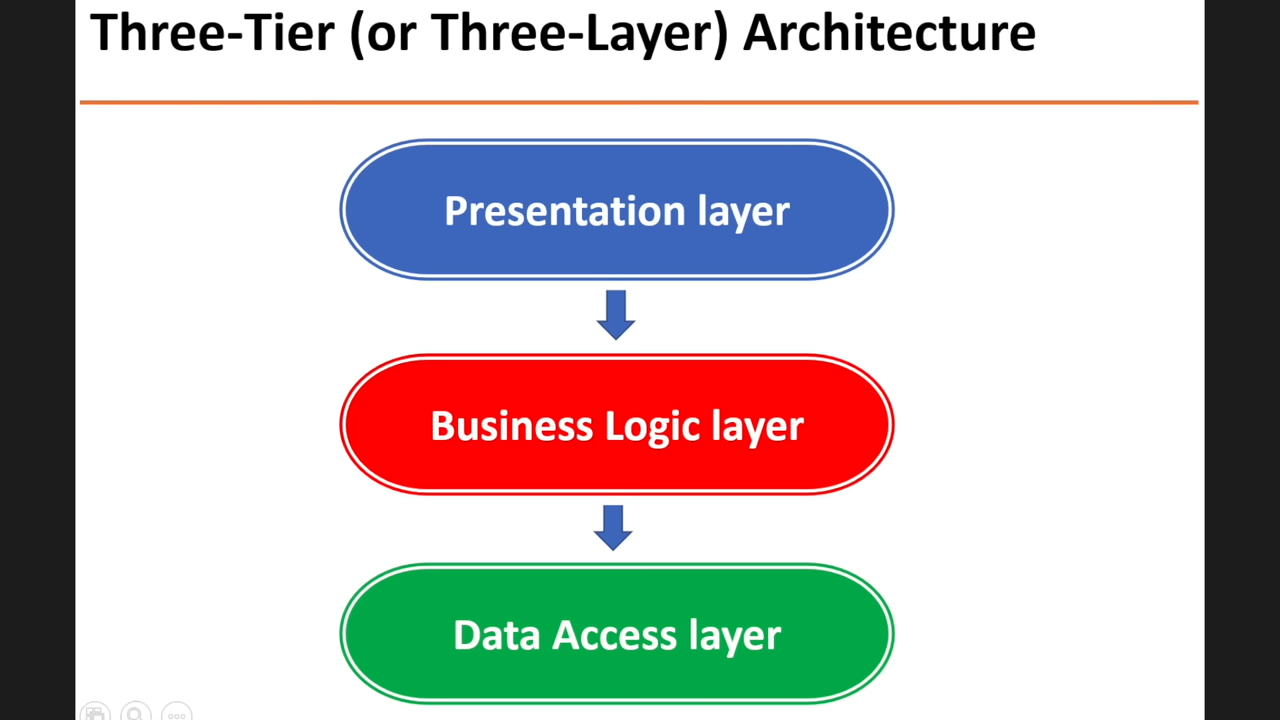 Three-Tier (or Three-Layer) Architecture
Presentation layer
Business Logic layer
Data Access layer